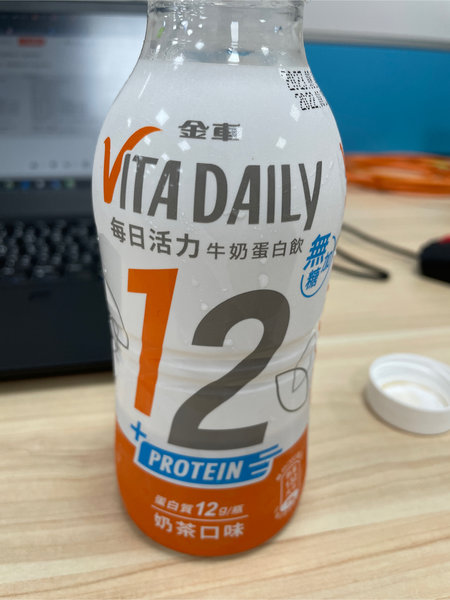 金車
VITA DAILY
每日活力 牛奶蛋白飲
無加糖
12
+
PROTEIN
蛋白質12g/瓶
奶茶口味